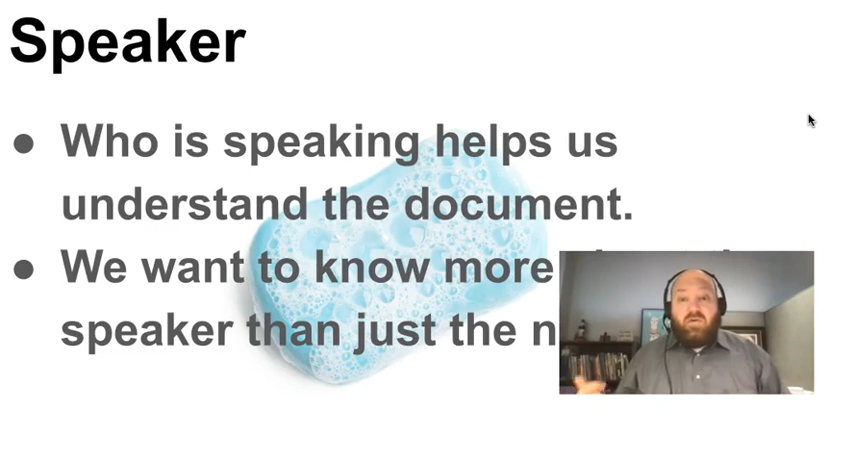 Speaker
● Who is speaking helps us
understand the document.
● We want to know more
speaker than just the